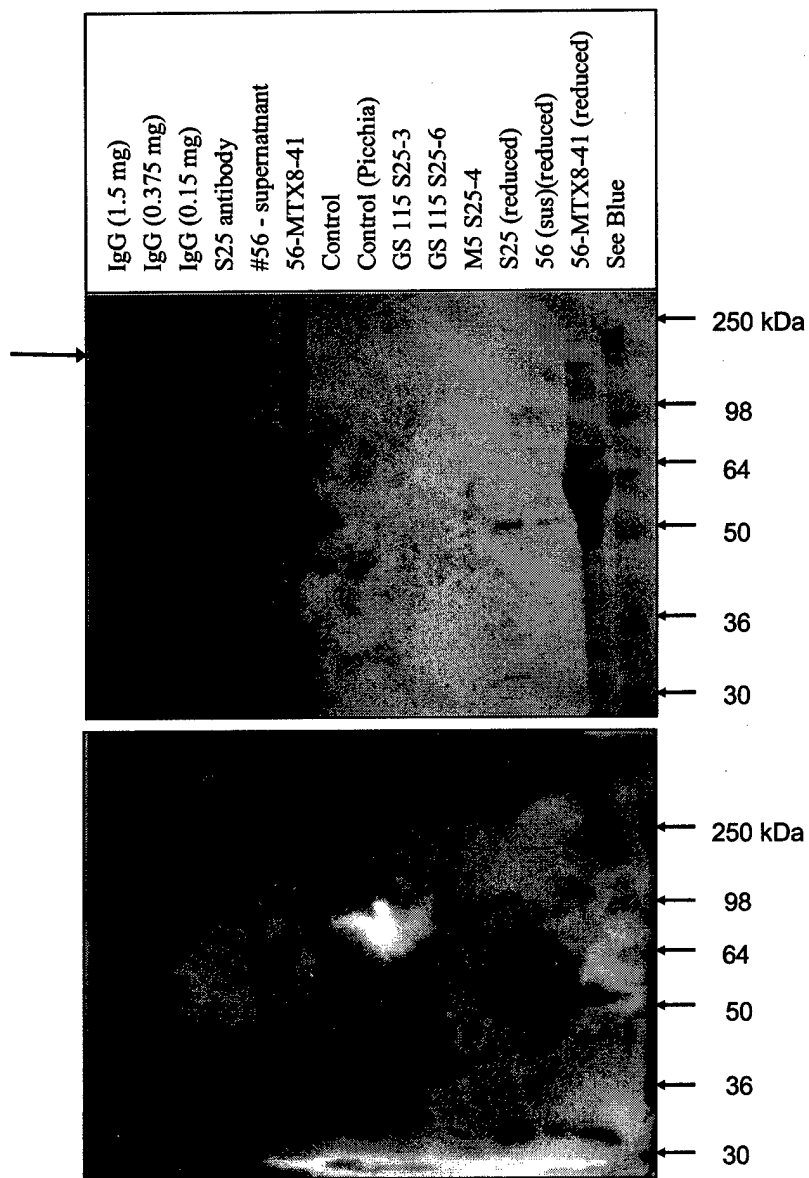 IgG (1.5 mg)
IgG (0.375 mg)
IgG (0.15 mg)
S25 antibody
#56 - supernatnant
56-MTX8-41
Control
Control (Picchia)
GS 115 S25-3
GS 115 S25-6
M5 S25-4
S25 (reduced)
56 (sus)(reduced)
56-MTX8-41 (reduced)
See Blue
250 kDa
98
64
50
36
30
250 kDa
98
64
50
36
30